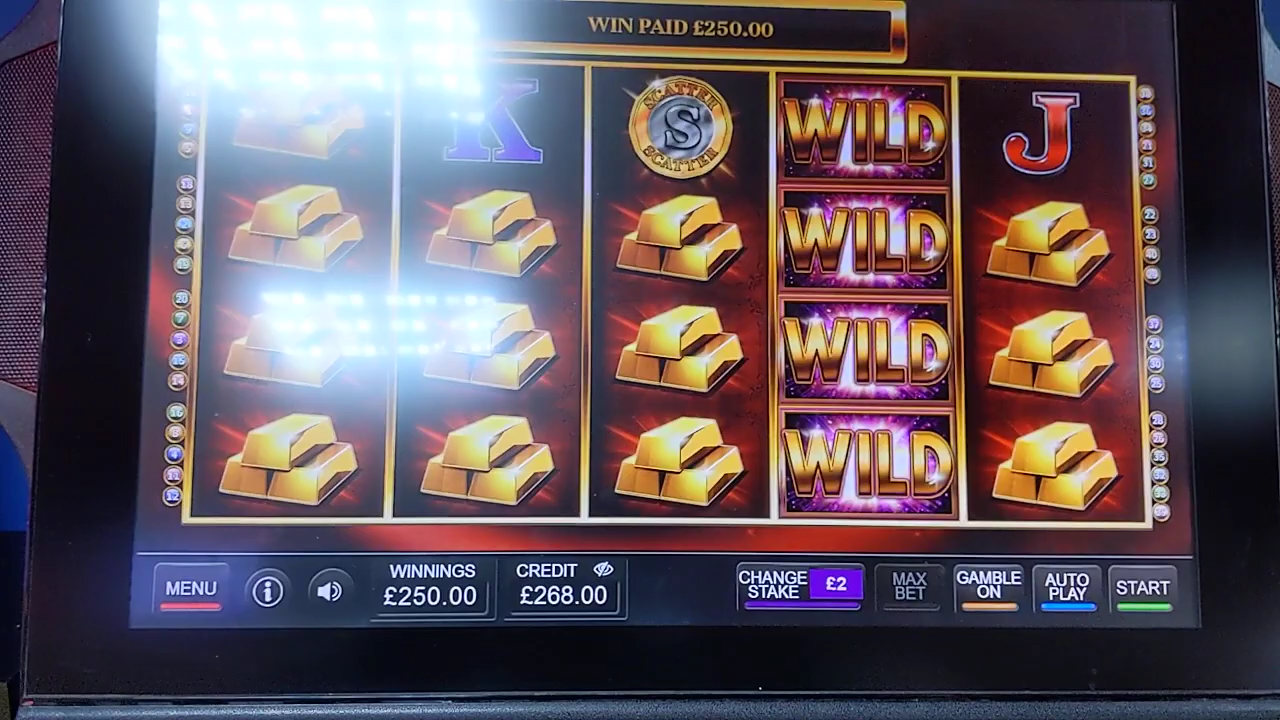 WIN PAID £250.00
K
SCATTER
S
SCATTER
WILD
J
WILD
WILD
WILD
MENU
i
WINNINGS
£250.00
CREDIT
£268.00
CHANGE
STAKE
£2
MAX
BET
GAMBLE
ON
AUTO
PLAY
START